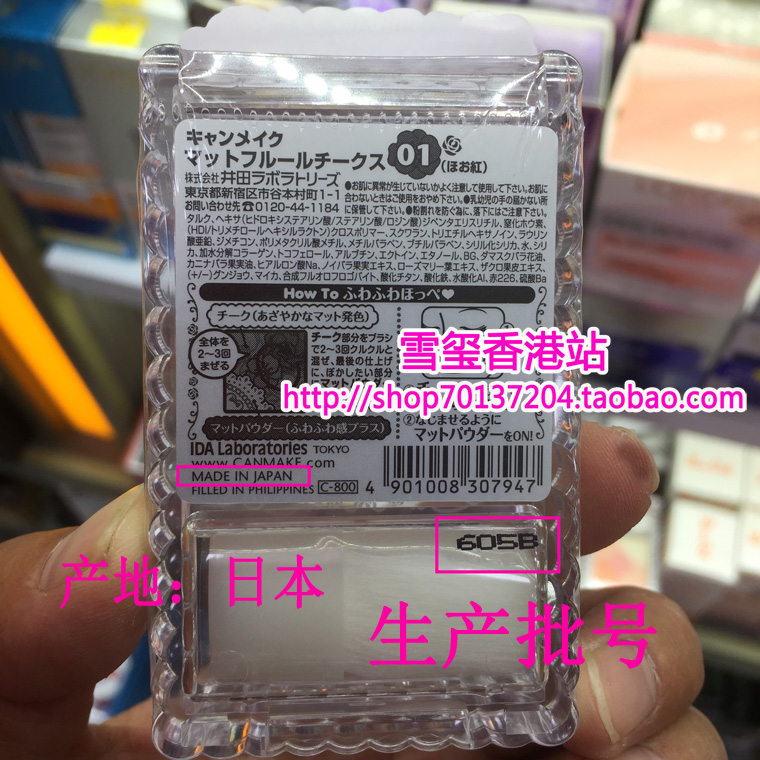 キャンメイク
マットフルールチークス 01 (ほお紅)
株式会社 井田ラボラトリーズ
東京都新宿区市谷本村町1-1
お問い合せ先 ☎0120-44-1184
●お肌に異常が生じていないかよく注意して使用して下さい。お肌に
合わないときはご使用をおやめ下さい。●乳幼児の手の届かない所
に保管して下さい。●粉割れを防ぐ為に、落下にはご注意下さい。
タルク、ヘキサ(ヒドロキシステアリン酸/ステアリン酸/ロジン酸)ジペンタエリスリチル、窒化ホウ素、
(HDI/トリメチロールヘキシルラクトン)クロスポリマー、スクワラン、トリエチルヘキサノイン、ラウリン
酸亜鉛、ジメチコン、ポリメタクリル酸メチル、メチルパラベン、ブチルパラベン、シリル化シリカ、水、シリ
カ、加水分解コラーゲン、トコフェロール、アルブチン、エクトイン、エタノール、BG、ダマスクバラ花油、
カニナバラ果実油、ヒアルロン酸Na、ノイバラ果実エキス、ローズマリー葉エキス、ザクロ果皮エキス、
(+/-)グンジョウ、マイカ、合成フルオロフロゴパイト、酸化チタン、酸化鉄、水酸化Al、赤226、硫酸Ba
How To ふわふわほっぺ♥
チーク(あざやかなマット発色)
全体を
2〜3回
まぜる
チーク部分をブラシ
で2〜3回クルクルと
混ぜ、最後の仕上げ
に、ぼかしたい部分
雪玺香港站
http://shop70137204.taobao.com
マットパウダー(ふわふわ感プラス)
②なじませるように
マットパウダーをON!
IDA Laboratories TOKYO
www.CANMAKE.com
MADE IN JAPAN
FILLED IN PHILIPPINES C-800 4 901008 307947
605B
产地：日本
生产批号